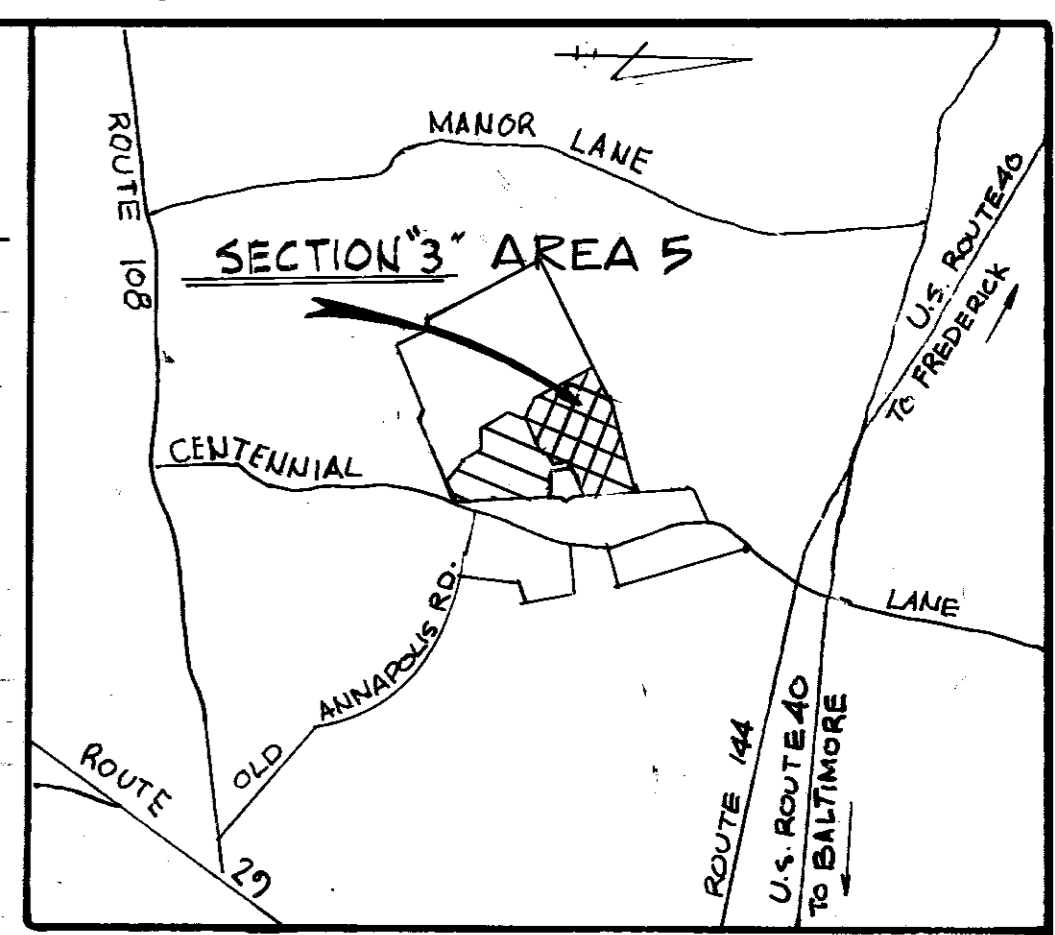 MANOR LANE
ROUTE 108
SECTION "3" AREA 5
U.S. ROUTE 40
TO FREDERICK
CENTENNIAL
LANE
OLD ANNAPOLIS RD.
ROUTE 29
ROUTE 144
U.S. ROUTE 40
TO BALTIMORE